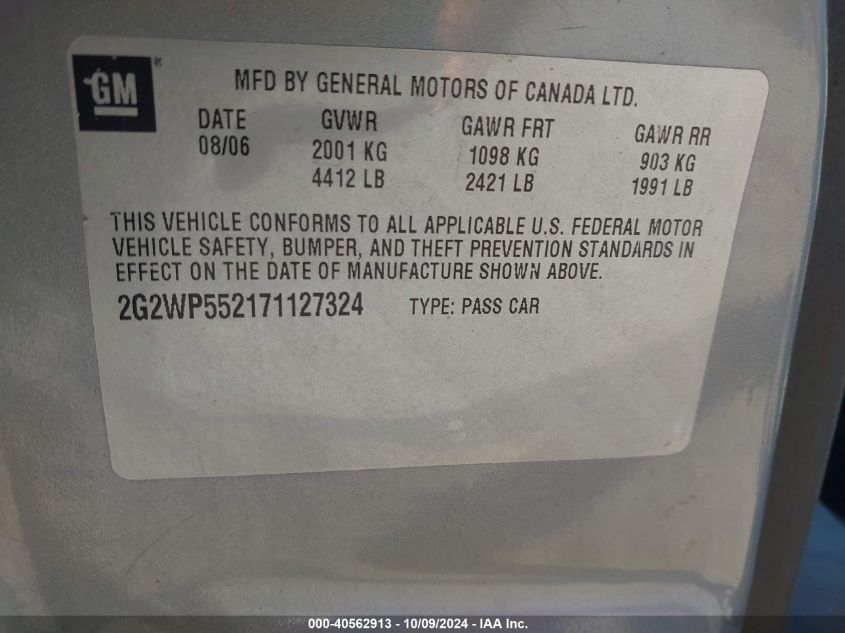 GM ®
MFD BY GENERAL MOTORS OF CANADA LTD.
DATE GVWR GAWR FRT GAWR RR
08/06 2001 KG 1098 KG 903 KG
4412 LB 2421 LB 1991 LB
THIS VEHICLE CONFORMS TO ALL APPLICABLE U.S. FEDERAL MOTOR
VEHICLE SAFETY, BUMPER, AND THEFT PREVENTION STANDARDS IN
EFFECT ON THE DATE OF MANUFACTURE SHOWN ABOVE.
2G2WP552171127324 TYPE: PASS CAR
000-40562913 - 10/09/2024 - IAA Inc.